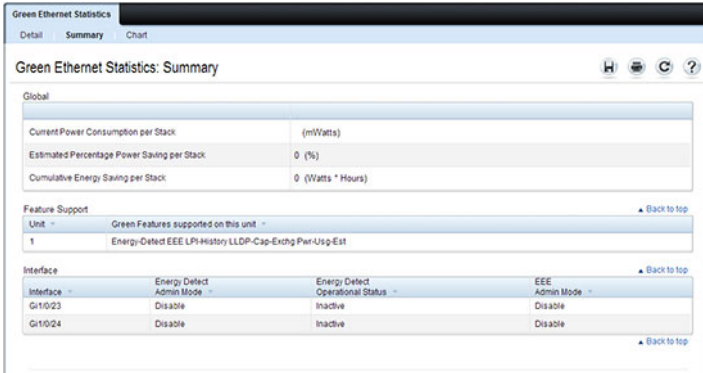 Green Ethernet Statistics
Detail Summary Chart
Green Ethernet Statistics: Summary
?
Global
Current Power Consumption per Stack (mWatts)
Estimated Percentage Power Saving per Stack 0 (%)
Cumulative Energy Saving per Stack 0 (Watts * Hours)
Feature Support Back to top
Unit Green Features supported on this unit
1 Energy-Detect EEE LPI-History LLDP-Cap-Exchg Pwr-Usg-Est
Interface Back to top
Interface Energy Detect Admin Mode Energy Detect Operational Status EEE Admin Mode
Gi1/0/23 Disable Inactive Disable
Gi1/0/24 Disable Inactive Disable
Back to top